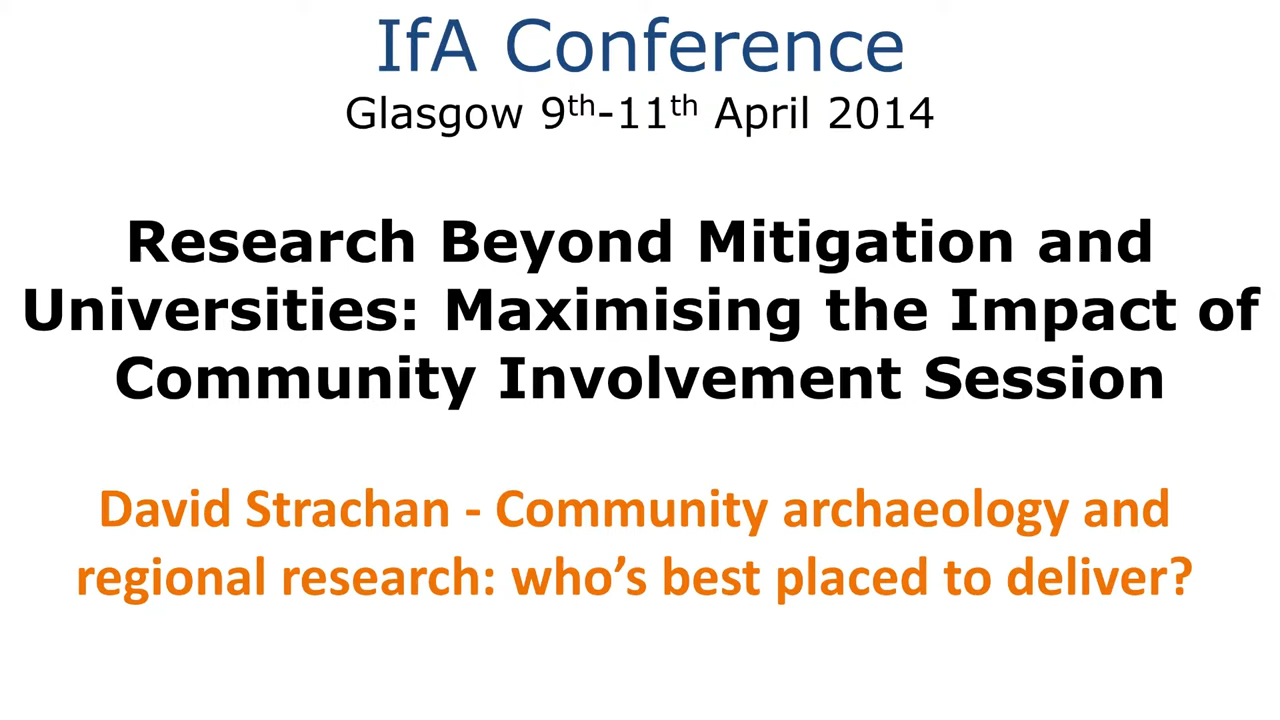 IfA Conference
Glasgow 9th-11th April 2014
Research Beyond Mitigation and
Universities: Maximising the Impact of
Community Involvement Session
David Strachan - Community archaeology and
regional research: who’s best placed to deliver?